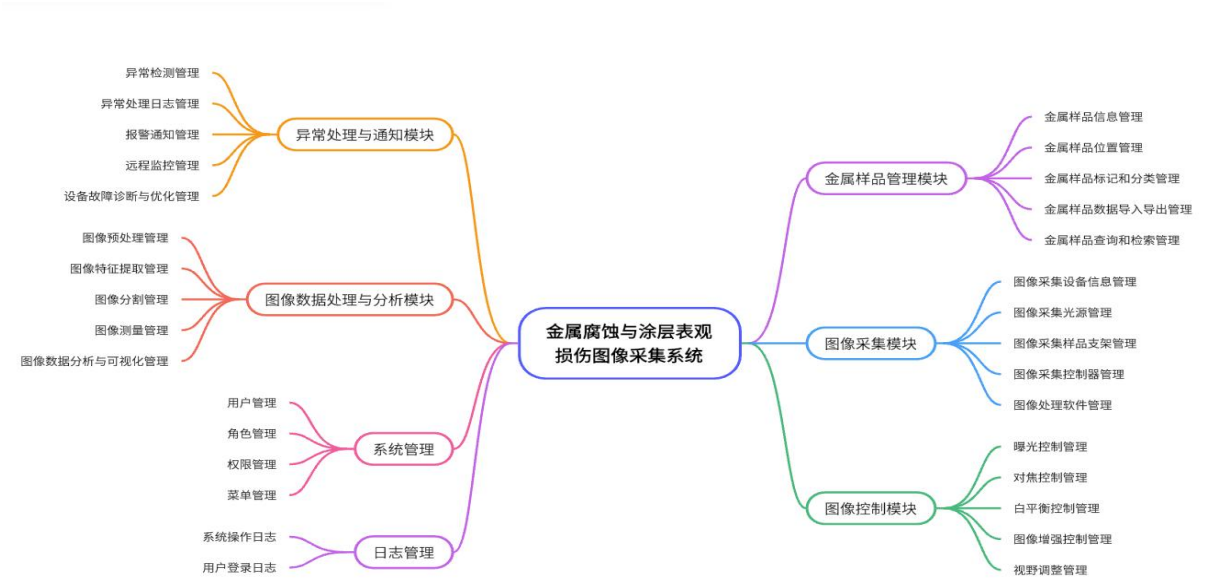 金属腐蚀与涂层表观
损伤图像采集系统
异常处理与通知模块
异常检测管理
异常处理日志管理
报警通知管理
远程监控管理
设备故障诊断与优化管理
图像数据处理与分析模块
图像预处理管理
图像特征提取管理
图像分割管理
图像测量管理
图像数据分析与可视化管理
系统管理
用户管理
角色管理
权限管理
菜单管理
日志管理
系统操作日志
用户登录日志
金属样品管理模块
金属样品信息管理
金属样品位置管理
金属样品标记和分类管理
金属样品数据导入导出管理
金属样品查询和检索管理
图像采集模块
图像采集设备信息管理
图像采集光源管理
图像采集样品支架管理
图像采集控制器管理
图像处理软件管理
图像控制模块
曝光控制管理
对焦控制管理
白平衡控制管理
图像增强控制管理
视野调整管理